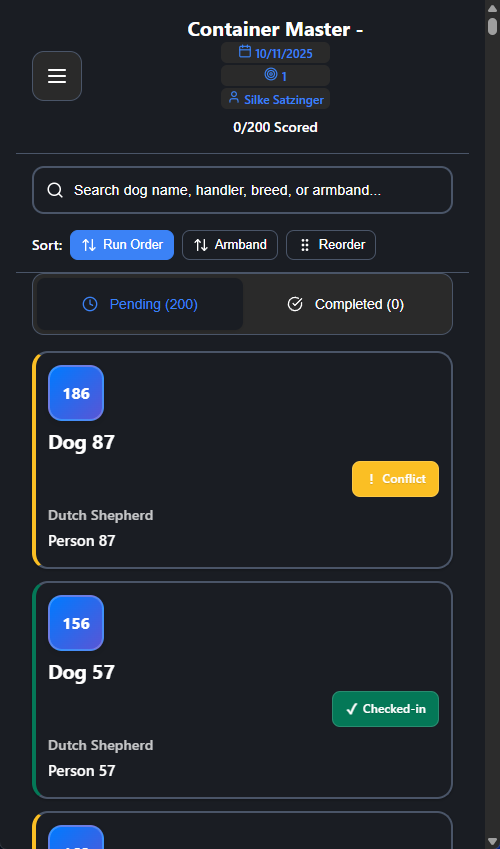 Container Master -
10/11/2025
1
Silke Satzinger
0/200 Scored
Search dog name, handler, breed, or armband...
Sort: Run Order Armband Reorder
Pending (200) Completed (0)
186
Dog 87
! Conflict
Dutch Shepherd
Person 87
156
Dog 57
✓ Checked-in
Dutch Shepherd
Person 57